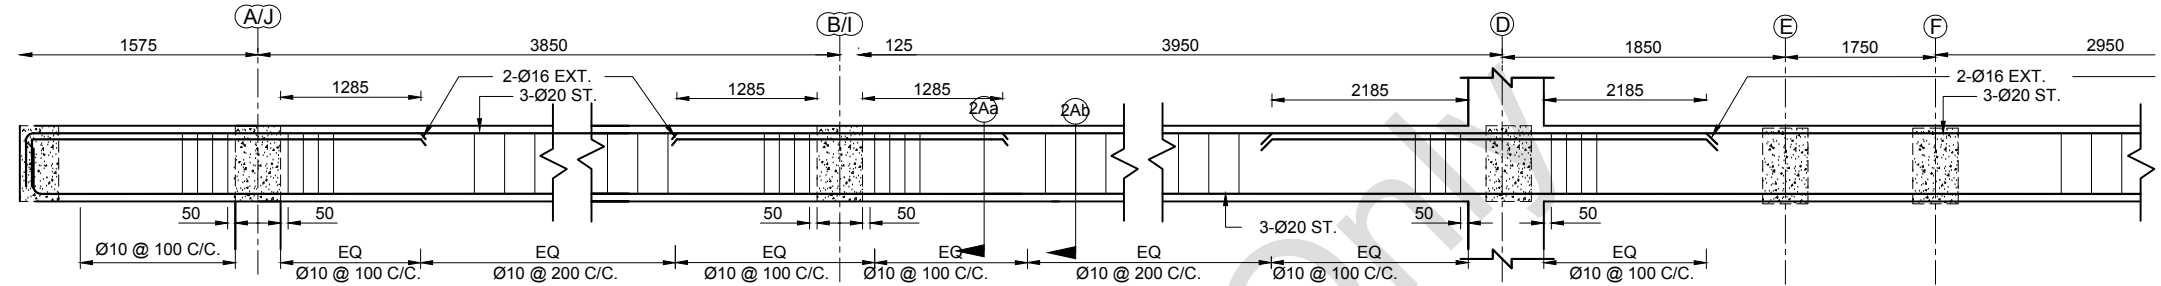 A/J B/I D E F
1575 3850 125 3950 1850 1750 2950
2-Ø16 EXT. 2-Ø16 EXT.
1285 3-Ø20 ST. 1285 1285 2185 2185 3-Ø20 ST.
2Aa 2Ab
Only
50 50 50 50 50 50
3-Ø20 ST.
Ø10 @ 100 C/C. EQ EQ EQ EQ EQ EQ EQ
Ø10 @ 100 C/C. Ø10 @ 200 C/C. Ø10 @ 100 C/C. Ø10 @ 100 C/C. Ø10 @ 200 C/C. Ø10 @ 100 C/C. Ø10 @ 100 C/C.